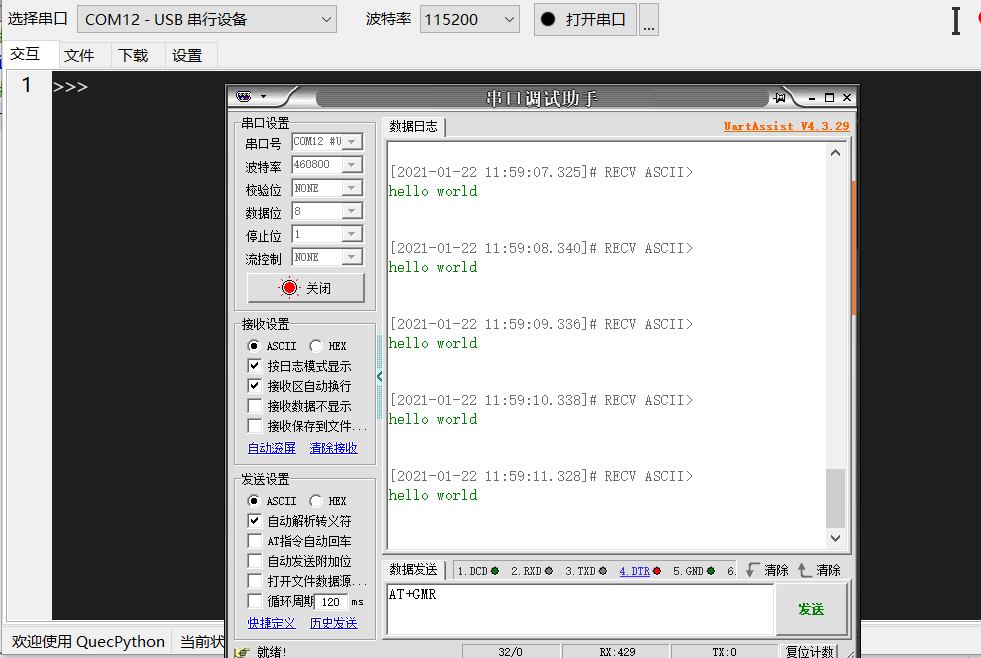 选择串口 COM12 - USB 串行设备 波特率 115200 打开串口 ...
交互 文件 下载 设置
1 >>>
串口调试助手
串口设置
串口号 COM12 #U
波特率 460800
校验位 NONE
数据位 8
停止位 1
流控制 NONE
关闭
接收设置
ASCII HEX
按日志模式显示
接收区自动换行
接收数据不显示
接收保存到文件...
自动滚屏 清除接收
发送设置
ASCII HEX
自动解析转义符
AT指令自动回车
自动发送附加位
打开文件数据源...
循环周期 120 ms
快捷定义 历史发送
数据日志 UartAssist V4.3.29
[2021-01-22 11:59:07.325]# RECV ASCII>
hello world
[2021-01-22 11:59:08.340]# RECV ASCII>
hello world
[2021-01-22 11:59:09.336]# RECV ASCII>
hello world
[2021-01-22 11:59:10.338]# RECV ASCII>
hello world
[2021-01-22 11:59:11.328]# RECV ASCII>
hello world
数据发送 1.DCD 2.RXD 3.TXD 4.DTR 5.GND 6. 清除 清除
AT+GMR
发送
就绪! 32/0 RX:429 TX:0 复位计数
欢迎使用 QuecPython 当前状